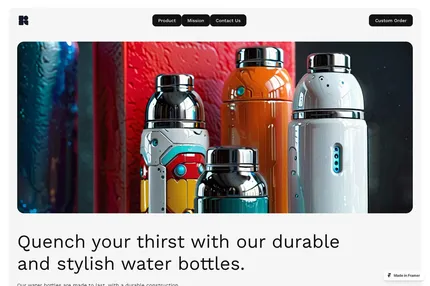 Product Mission Contact Us Custom Order
Quench your thirst with our durable
and stylish water bottles.
Our water bottles are made to last, with a durable construction
Made in Framer